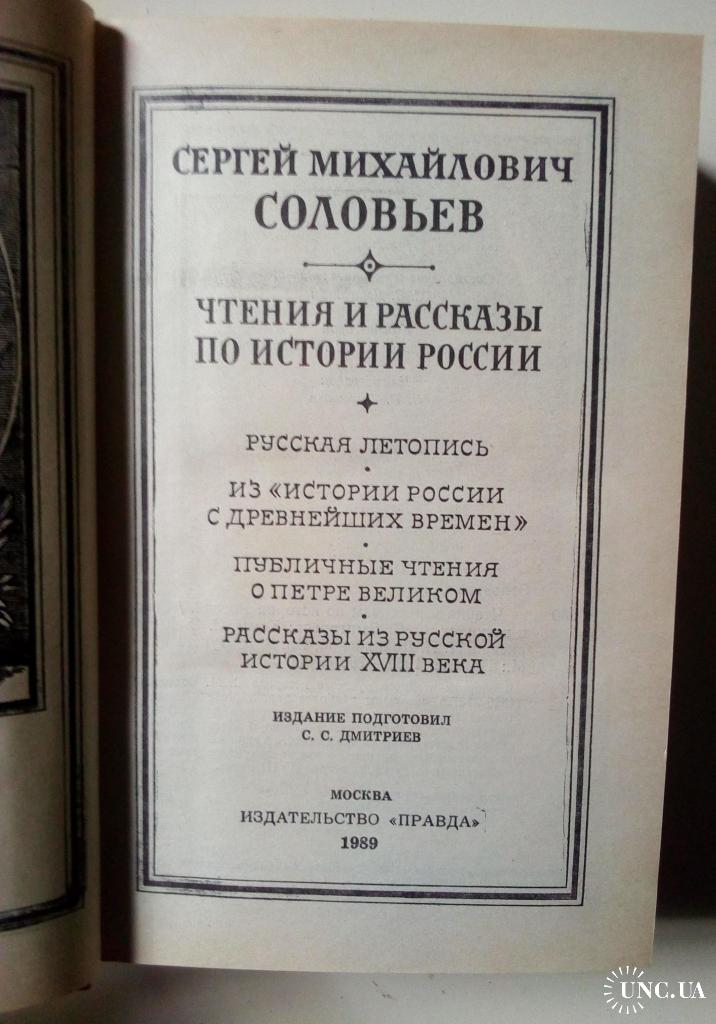 СЕРГЕЙ МИХАЙЛОВИЧ
СОЛОВЬЕВ
ЧТЕНИЯ И РАССКАЗЫ
ПО ИСТОРИИ РОССИИ
РУССКАЯ ЛЕТОПИСЬ
ИЗ «ИСТОРИИ РОССИИ
С ДРЕВНЕЙШИХ ВРЕМЕН»
ПУБЛИЧНЫЕ ЧТЕНИЯ
О ПЕТРЕ ВЕЛИКОМ
РАССКАЗЫ ИЗ РУССКОЙ
ИСТОРИИ XVIII ВЕКА
ИЗДАНИЕ ПОДГОТОВИЛ
С. С. ДМИТРИЕВ
МОСКВА
ИЗДАТЕЛЬСТВО «ПРАВДА»
1989
UNC.UA